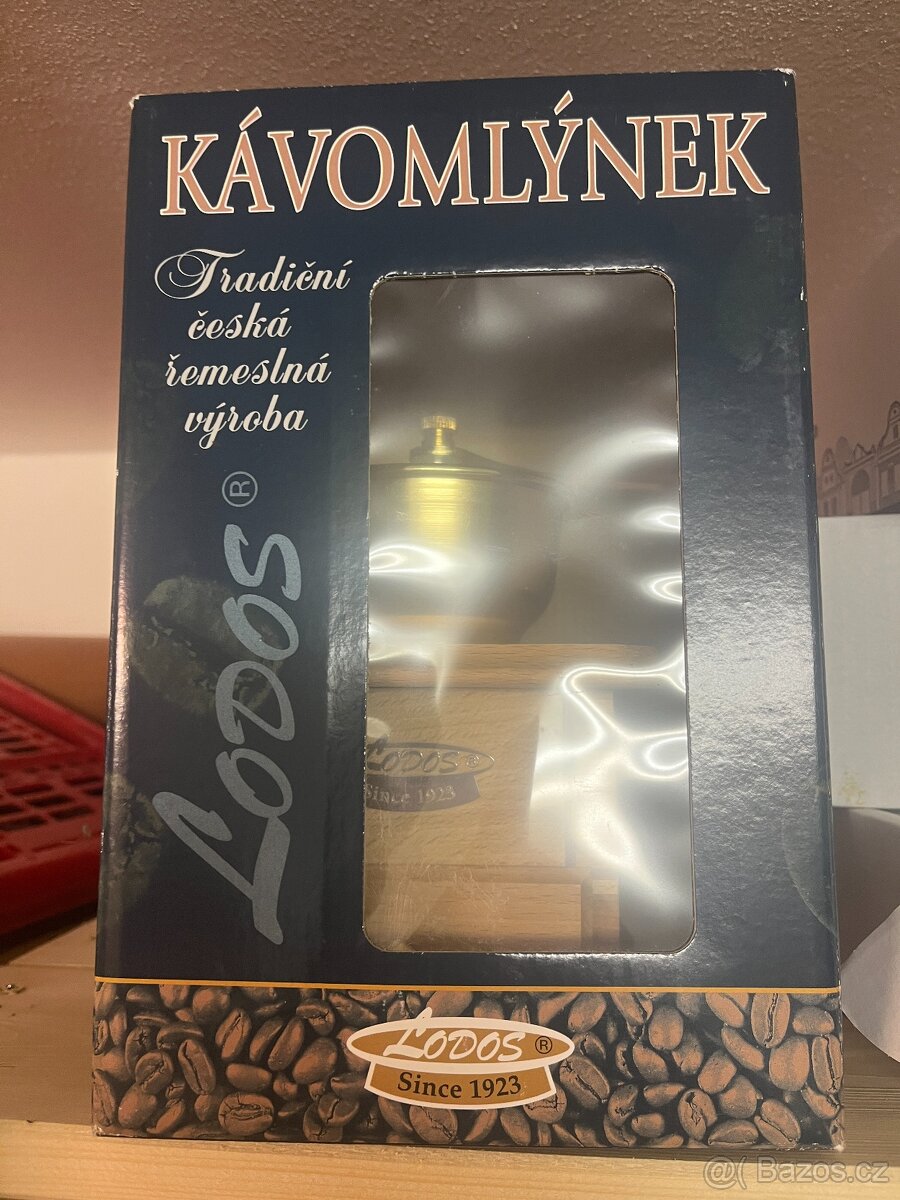 KÁVOMLÝNEK
Tradiční
česká
řemeslná
výroba
LODOS®
LODOS®
Since 1923
LODOS®
Since 1923
@( Bazos.cz